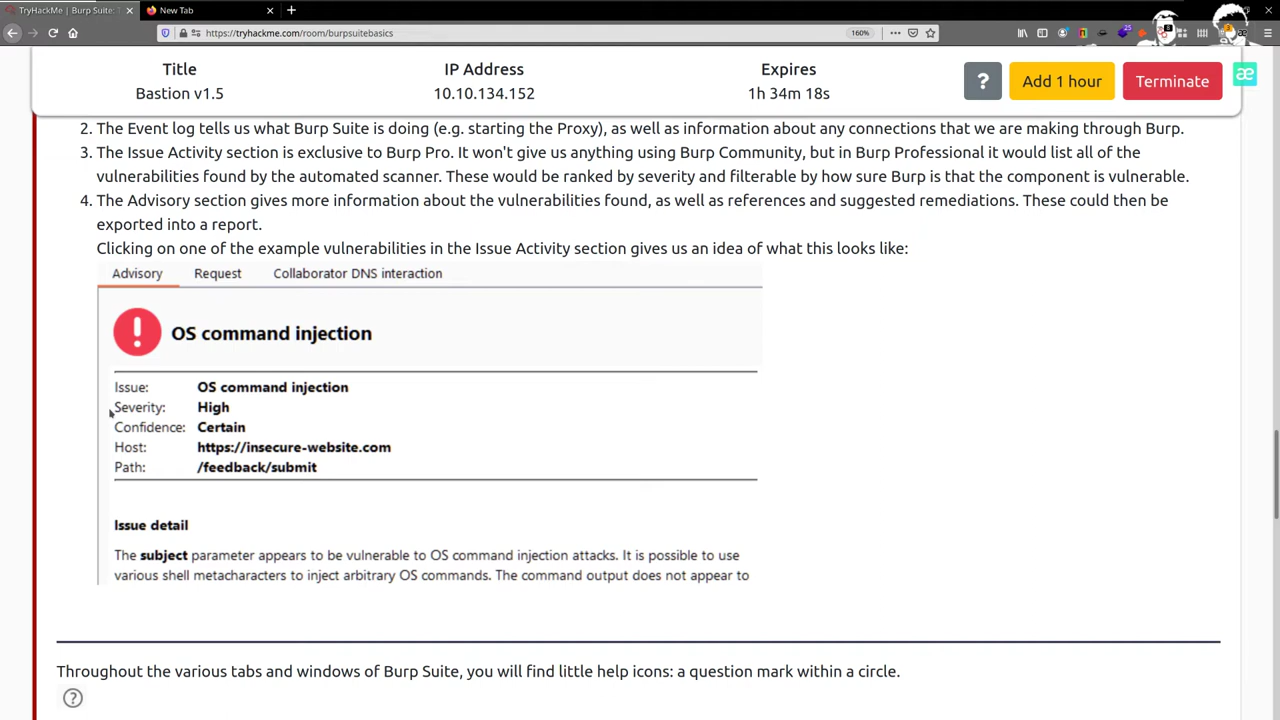 TryHackMe | Burp Suite:
New Tab
https://tryhackme.com/room/burpsuitebasics
160%
Title
IP Address
Expires
Bastion v1.5
10.10.134.152
1h 34m 18s
?
Add 1 hour
Terminate
æ
2. The Event log tells us what Burp Suite is doing (e.g. starting the Proxy), as well as information about any connections that we are making through Burp.
3. The Issue Activity section is exclusive to Burp Pro. It won't give us anything using Burp Community, but in Burp Professional it would list all of the
vulnerabilities found by the automated scanner. These would be ranked by severity and filterable by how sure Burp is that the component is vulnerable.
4. The Advisory section gives more information about the vulnerabilities found, as well as references and suggested remediations. These could then be
exported into a report.
Clicking on one of the example vulnerabilities in the Issue Activity section gives us an idea of what this looks like:
Advisory Request Collaborator DNS interaction
OS command injection
Issue: OS command injection
Severity: High
Confidence: Certain
Host: https://insecure-website.com
Path: /feedback/submit
Issue detail
The subject parameter appears to be vulnerable to OS command injection attacks. It is possible to use
various shell metacharacters to inject arbitrary OS commands. The command output does not appear to
Throughout the various tabs and windows of Burp Suite, you will find little help icons: a question mark within a circle.
?